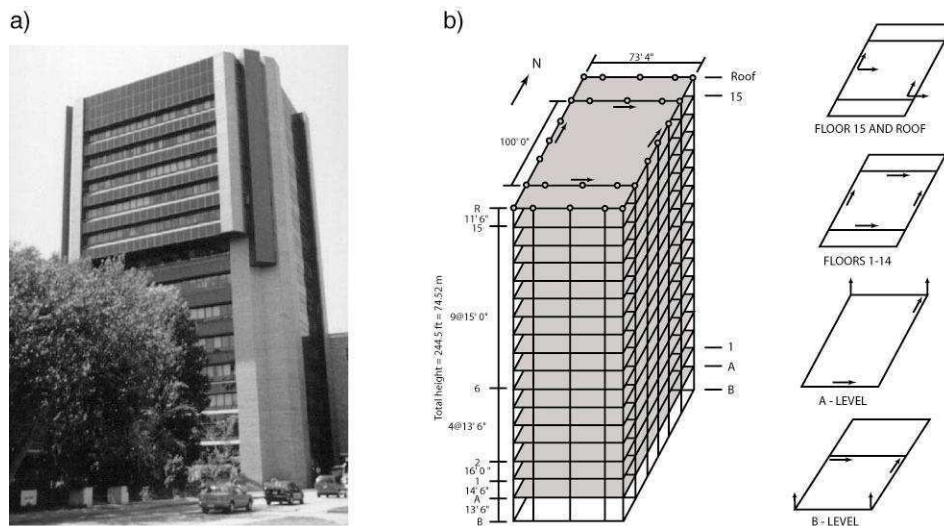 a)
b)
N
73' 4"
Roof
15
100' 0"
R
11' 6"
15
Total height = 244.5 ft = 74.52 m
9@15' 0"
6
4@13' 6"
2
16' 0"
1
14' 6"
A
13' 6"
B
1
A
B
FLOOR 15 AND ROOF
FLOORS 1-14
A - LEVEL
B - LEVEL